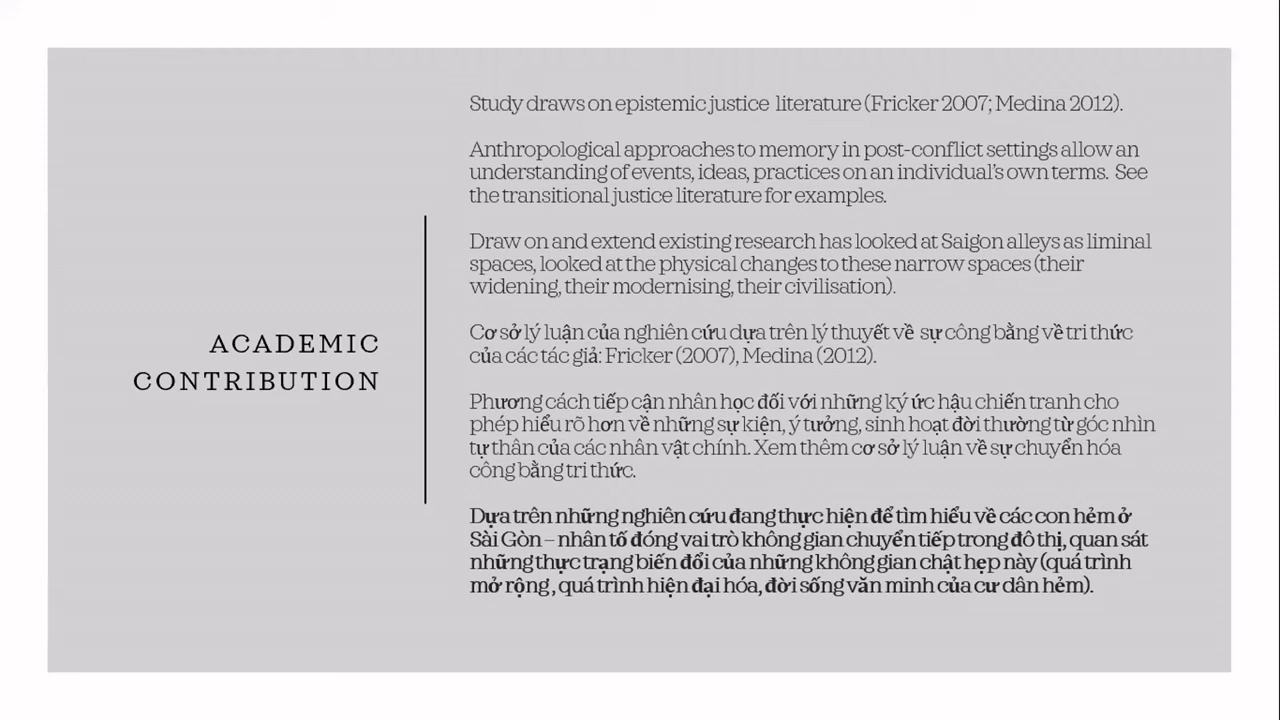 ACADEMIC
CONTRIBUTION
Study draws on epistemic justice literature (Fricker 2007; Medina 2012).
Anthropological approaches to memory in post-conflict settings allow an
understanding of events, ideas, practices on an individual's own terms. See
the transitional justice literature for examples.
Draw on and extend existing research has looked at Saigon alleys as liminal
spaces, looked at the physical changes to these narrow spaces (their
widening, their modernising, their civilisation).
Cơ sở lý luận của nghiên cứu dựa trên lý thuyết về sự công bằng về tri thức
của các tác giả: Fricker (2007), Medina (2012).
Phương cách tiếp cận nhân học đối với những ký ức hậu chiến tranh cho
phép hiểu rõ hơn về những sự kiện, ý tưởng, sinh hoạt đời thường từ góc nhìn
tự thân của các nhân vật chính. Xem thêm cơ sở lý luận về sự chuyển hóa
công bằng tri thức.
Dựa trên những nghiên cứu đang thực hiện để tìm hiểu về các con hẻm ở
Sài Gòn – nhân tố đóng vai trò không gian chuyển tiếp trong đô thị, quan sát
những thực trạng biến đổi của những không gian chật hẹp này (quá trình
mở rộng , quá trình hiện đại hóa, đời sống văn minh của cư dân hẻm).